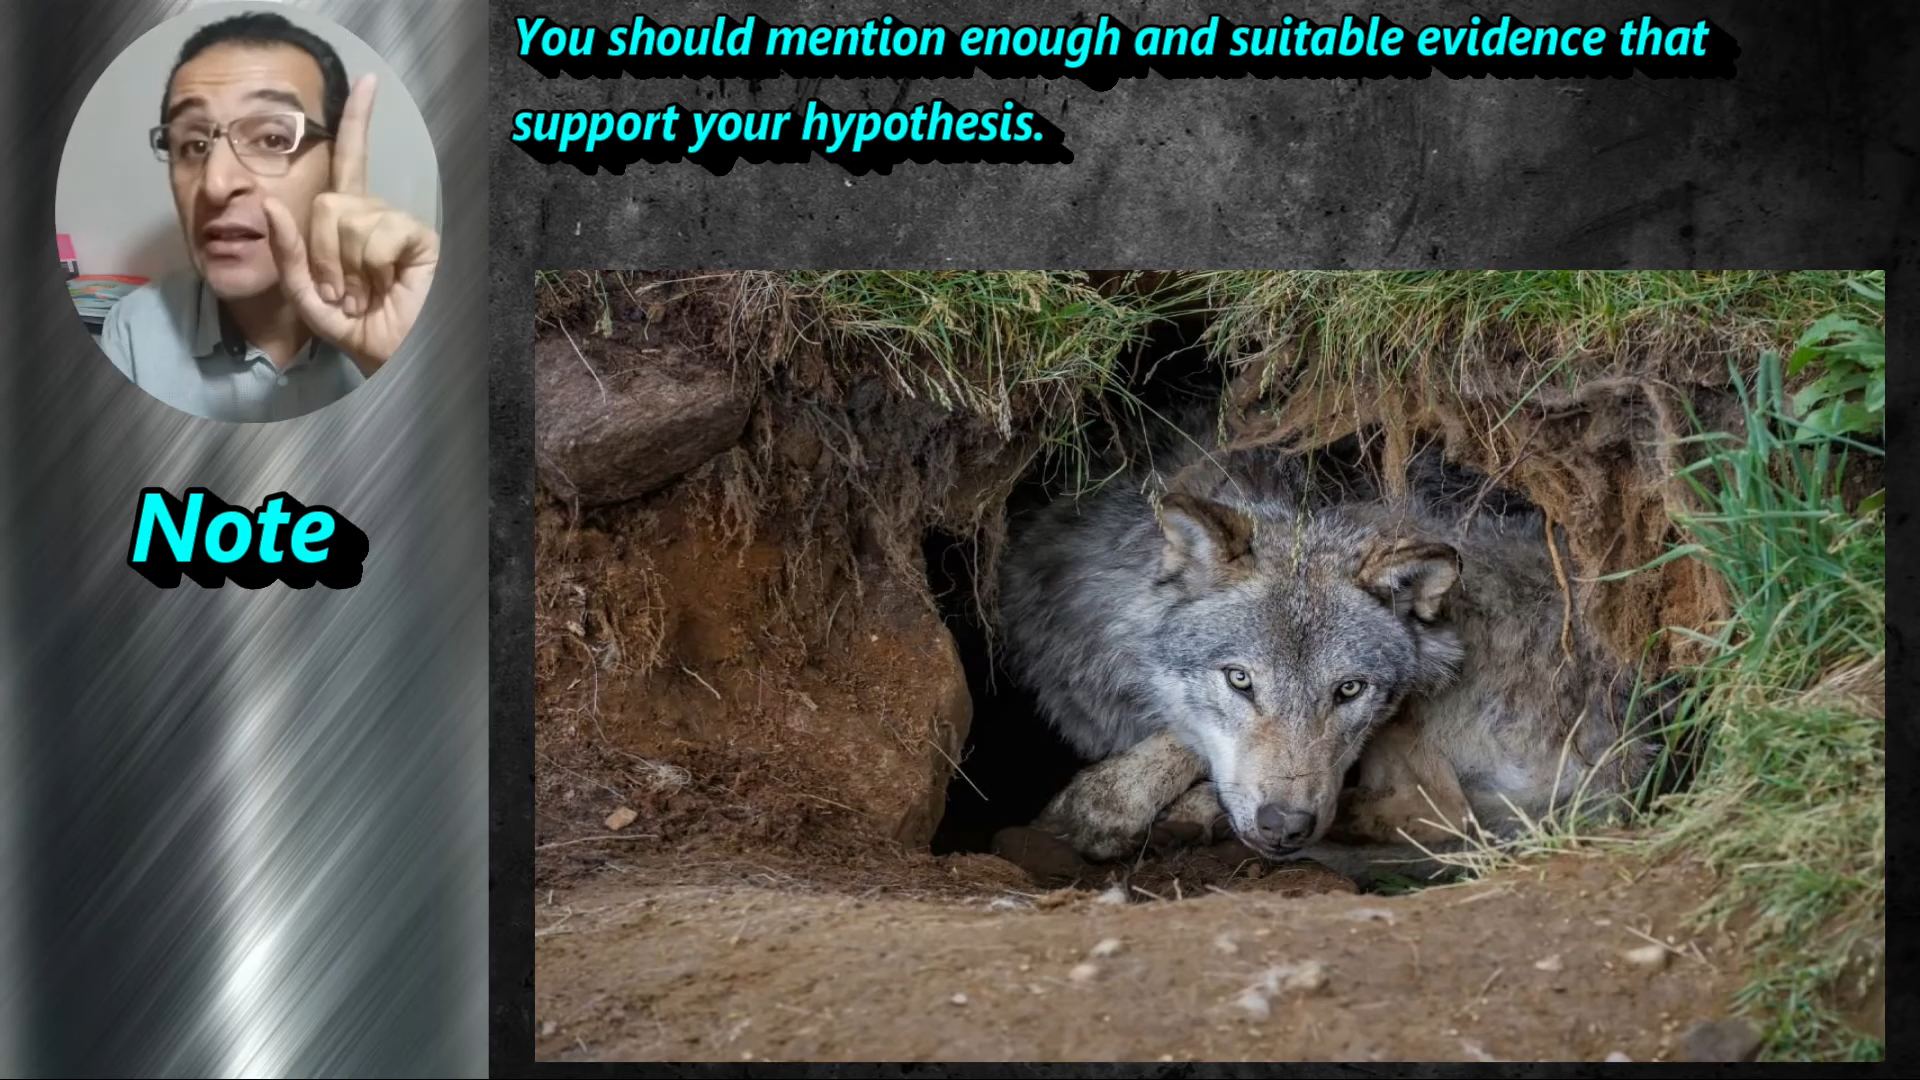 You should mention enough and suitable evidence that
support your hypothesis.
Note